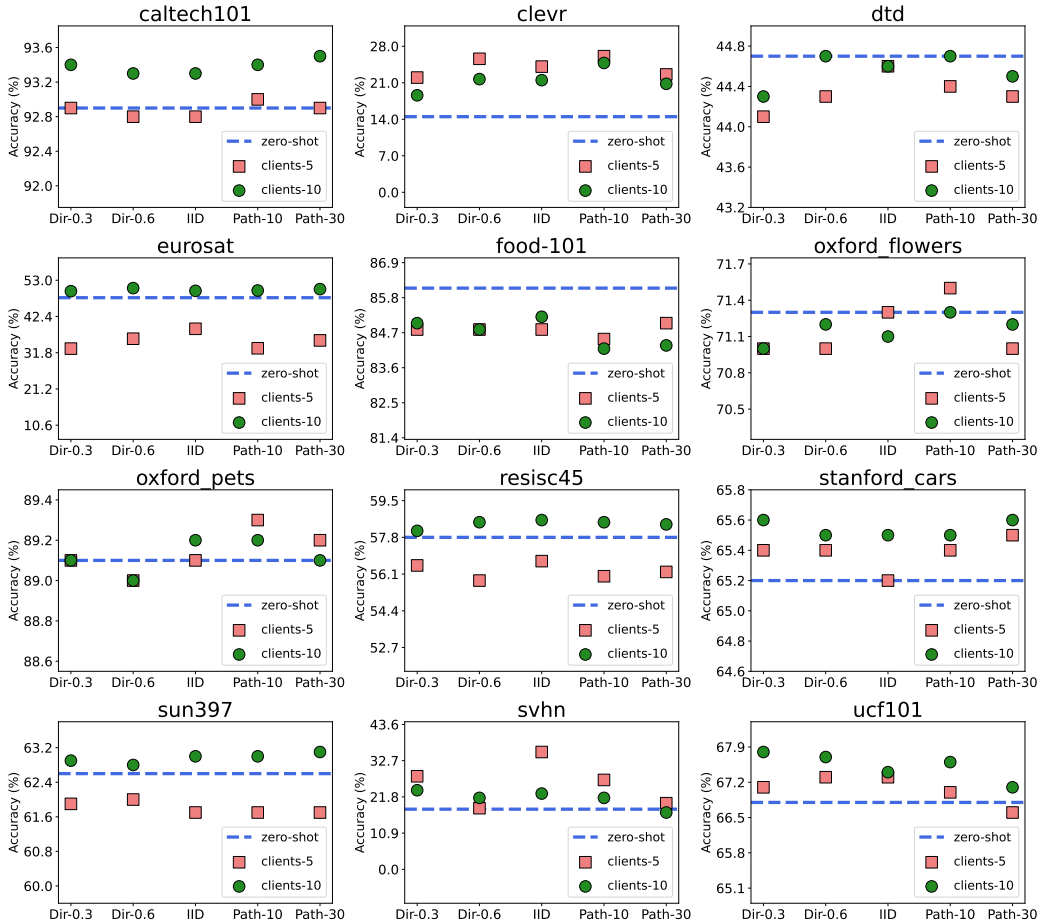 caltech101
Accuracy (%)
93.6
93.2
92.8
92.4
92.0
zero-shot
clients-5
clients-10
Dir-0.3 Dir-0.6 IID Path-10 Path-30
clevr
Accuracy (%)
28.0
21.0
14.0
7.0
0.0
zero-shot
clients-5
clients-10
Dir-0.3 Dir-0.6 IID Path-10 Path-30
dtd
Accuracy (%)
44.8
44.4
44.0
43.6
43.2
zero-shot
clients-5
clients-10
Dir-0.3 Dir-0.6 IID Path-10 Path-30
eurosat
Accuracy (%)
53.0
42.4
31.8
21.2
10.6
zero-shot
clients-5
clients-10
Dir-0.3 Dir-0.6 IID Path-10 Path-30
food-101
Accuracy (%)
86.9
85.8
84.7
83.6
82.5
81.4
zero-shot
clients-5
clients-10
Dir-0.3 Dir-0.6 IID Path-10 Path-30
oxford_flowers
Accuracy (%)
71.7
71.4
71.1
70.8
70.5
zero-shot
clients-5
clients-10
Dir-0.3 Dir-0.6 IID Path-10 Path-30
oxford_pets
Accuracy (%)
89.4
89.2
89.0
88.8
88.6
zero-shot
clients-5
clients-10
Dir-0.3 Dir-0.6 IID Path-10 Path-30
resisc45
Accuracy (%)
59.5
57.8
56.1
54.4
52.7
zero-shot
clients-5
clients-10
Dir-0.3 Dir-0.6 IID Path-10 Path-30
stanford_cars
Accuracy (%)
65.8
65.6
65.4
65.2
65.0
64.8
64.6
zero-shot
clients-5
clients-10
Dir-0.3 Dir-0.6 IID Path-10 Path-30
sun397
Accuracy (%)
63.2
62.4
61.6
60.8
60.0
zero-shot
clients-5
clients-10
Dir-0.3 Dir-0.6 IID Path-10 Path-30
svhn
Accuracy (%)
43.6
32.7
21.8
10.9
0.0
zero-shot
clients-5
clients-10
Dir-0.3 Dir-0.6 IID Path-10 Path-30
ucf101
Accuracy (%)
67.9
67.2
66.5
65.8
65.1
zero-shot
clients-5
clients-10
Dir-0.3 Dir-0.6 IID Path-10 Path-30